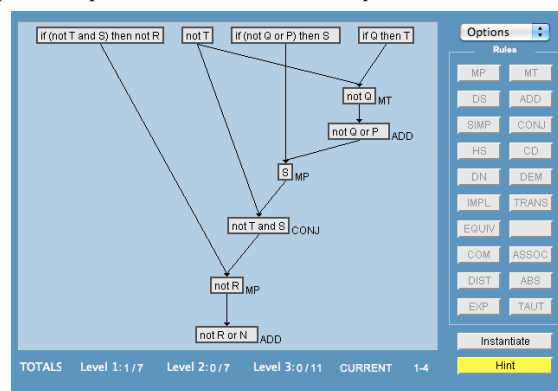 if (not T and S) then not R not T if (not Q or P) then S if Q then T
not Q MT
not Q or P ADD
S MP
not T and S CONJ
not R MP
not R or N ADD
TOTALS Level 1: 1/7 Level 2: 0/7 Level 3: 0/11 CURRENT 1-4
Options
Rules
MP MT
DS ADD
SIMP CONJ
HS CD
DN DEM
IMPL TRANS
EQUIV
COM ASSOC
DIST ABS
EXP TAUT
Instantiate
Hint